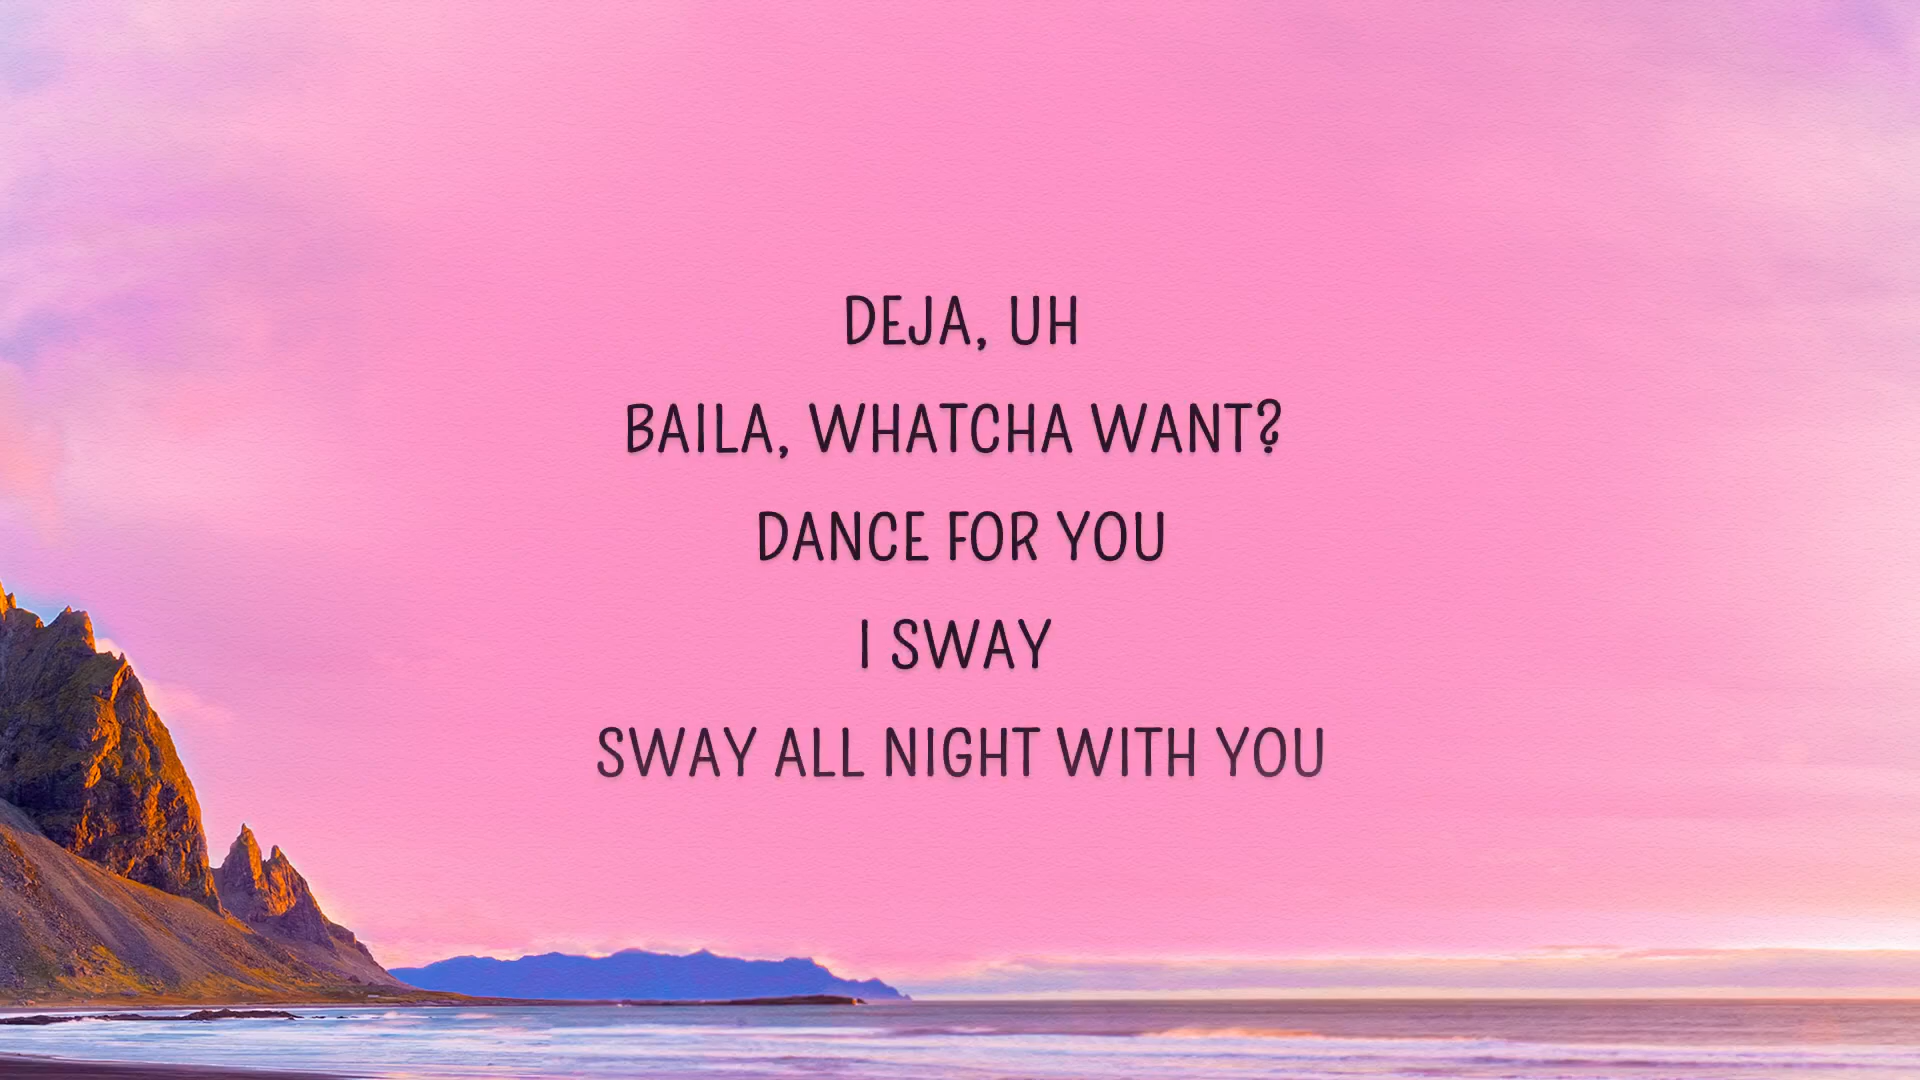 DEJA, UH
BAILA, WHATCHA WANT?
DANCE FOR YOU
I SWAY
SWAY ALL NIGHT WITH YOU